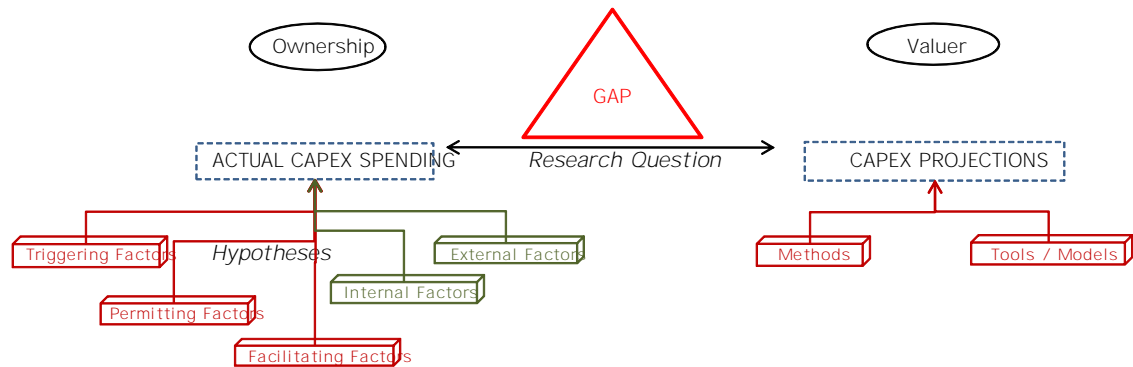 Ownership
Valuer
GAP
ACTUAL CAPEX SPENDING
Research Question
CAPEX PROJECTIONS
Triggering Factors
Hypotheses
External Factors
Methods
Tools / Models
Internal Factors
Permitting Factors
Facilitating Factors